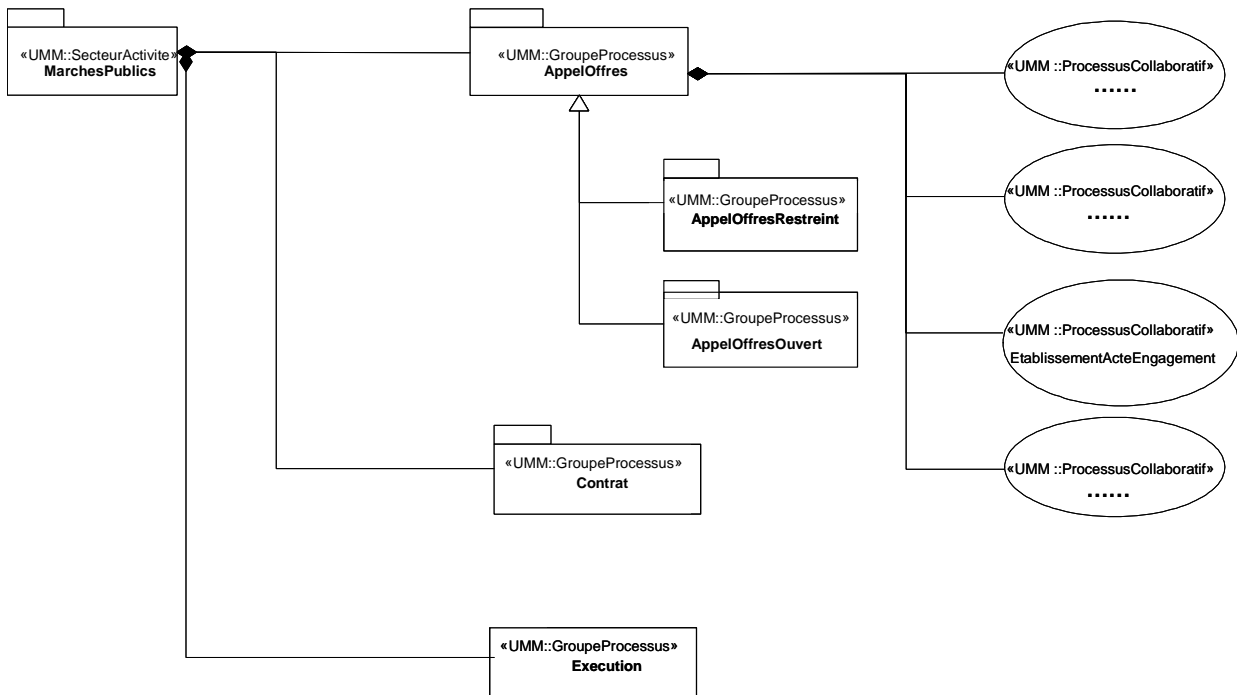 «UMM::SecteurActivite»
MarchesPublics
«UMM::GroupeProcessus»
AppelOffres
«UMM ::ProcessusCollaboratif»
......
«UMM ::ProcessusCollaboratif»
......
«UMM::GroupeProcessus»
AppelOffresRestreint
«UMM::GroupeProcessus»
AppelOffresOuvert
«UMM ::ProcessusCollaboratif»
EtablissementActeEngagement
«UMM ::ProcessusCollaboratif»
......
«UMM::GroupeProcessus»
Contrat
«UMM::GroupeProcessus»
Execution